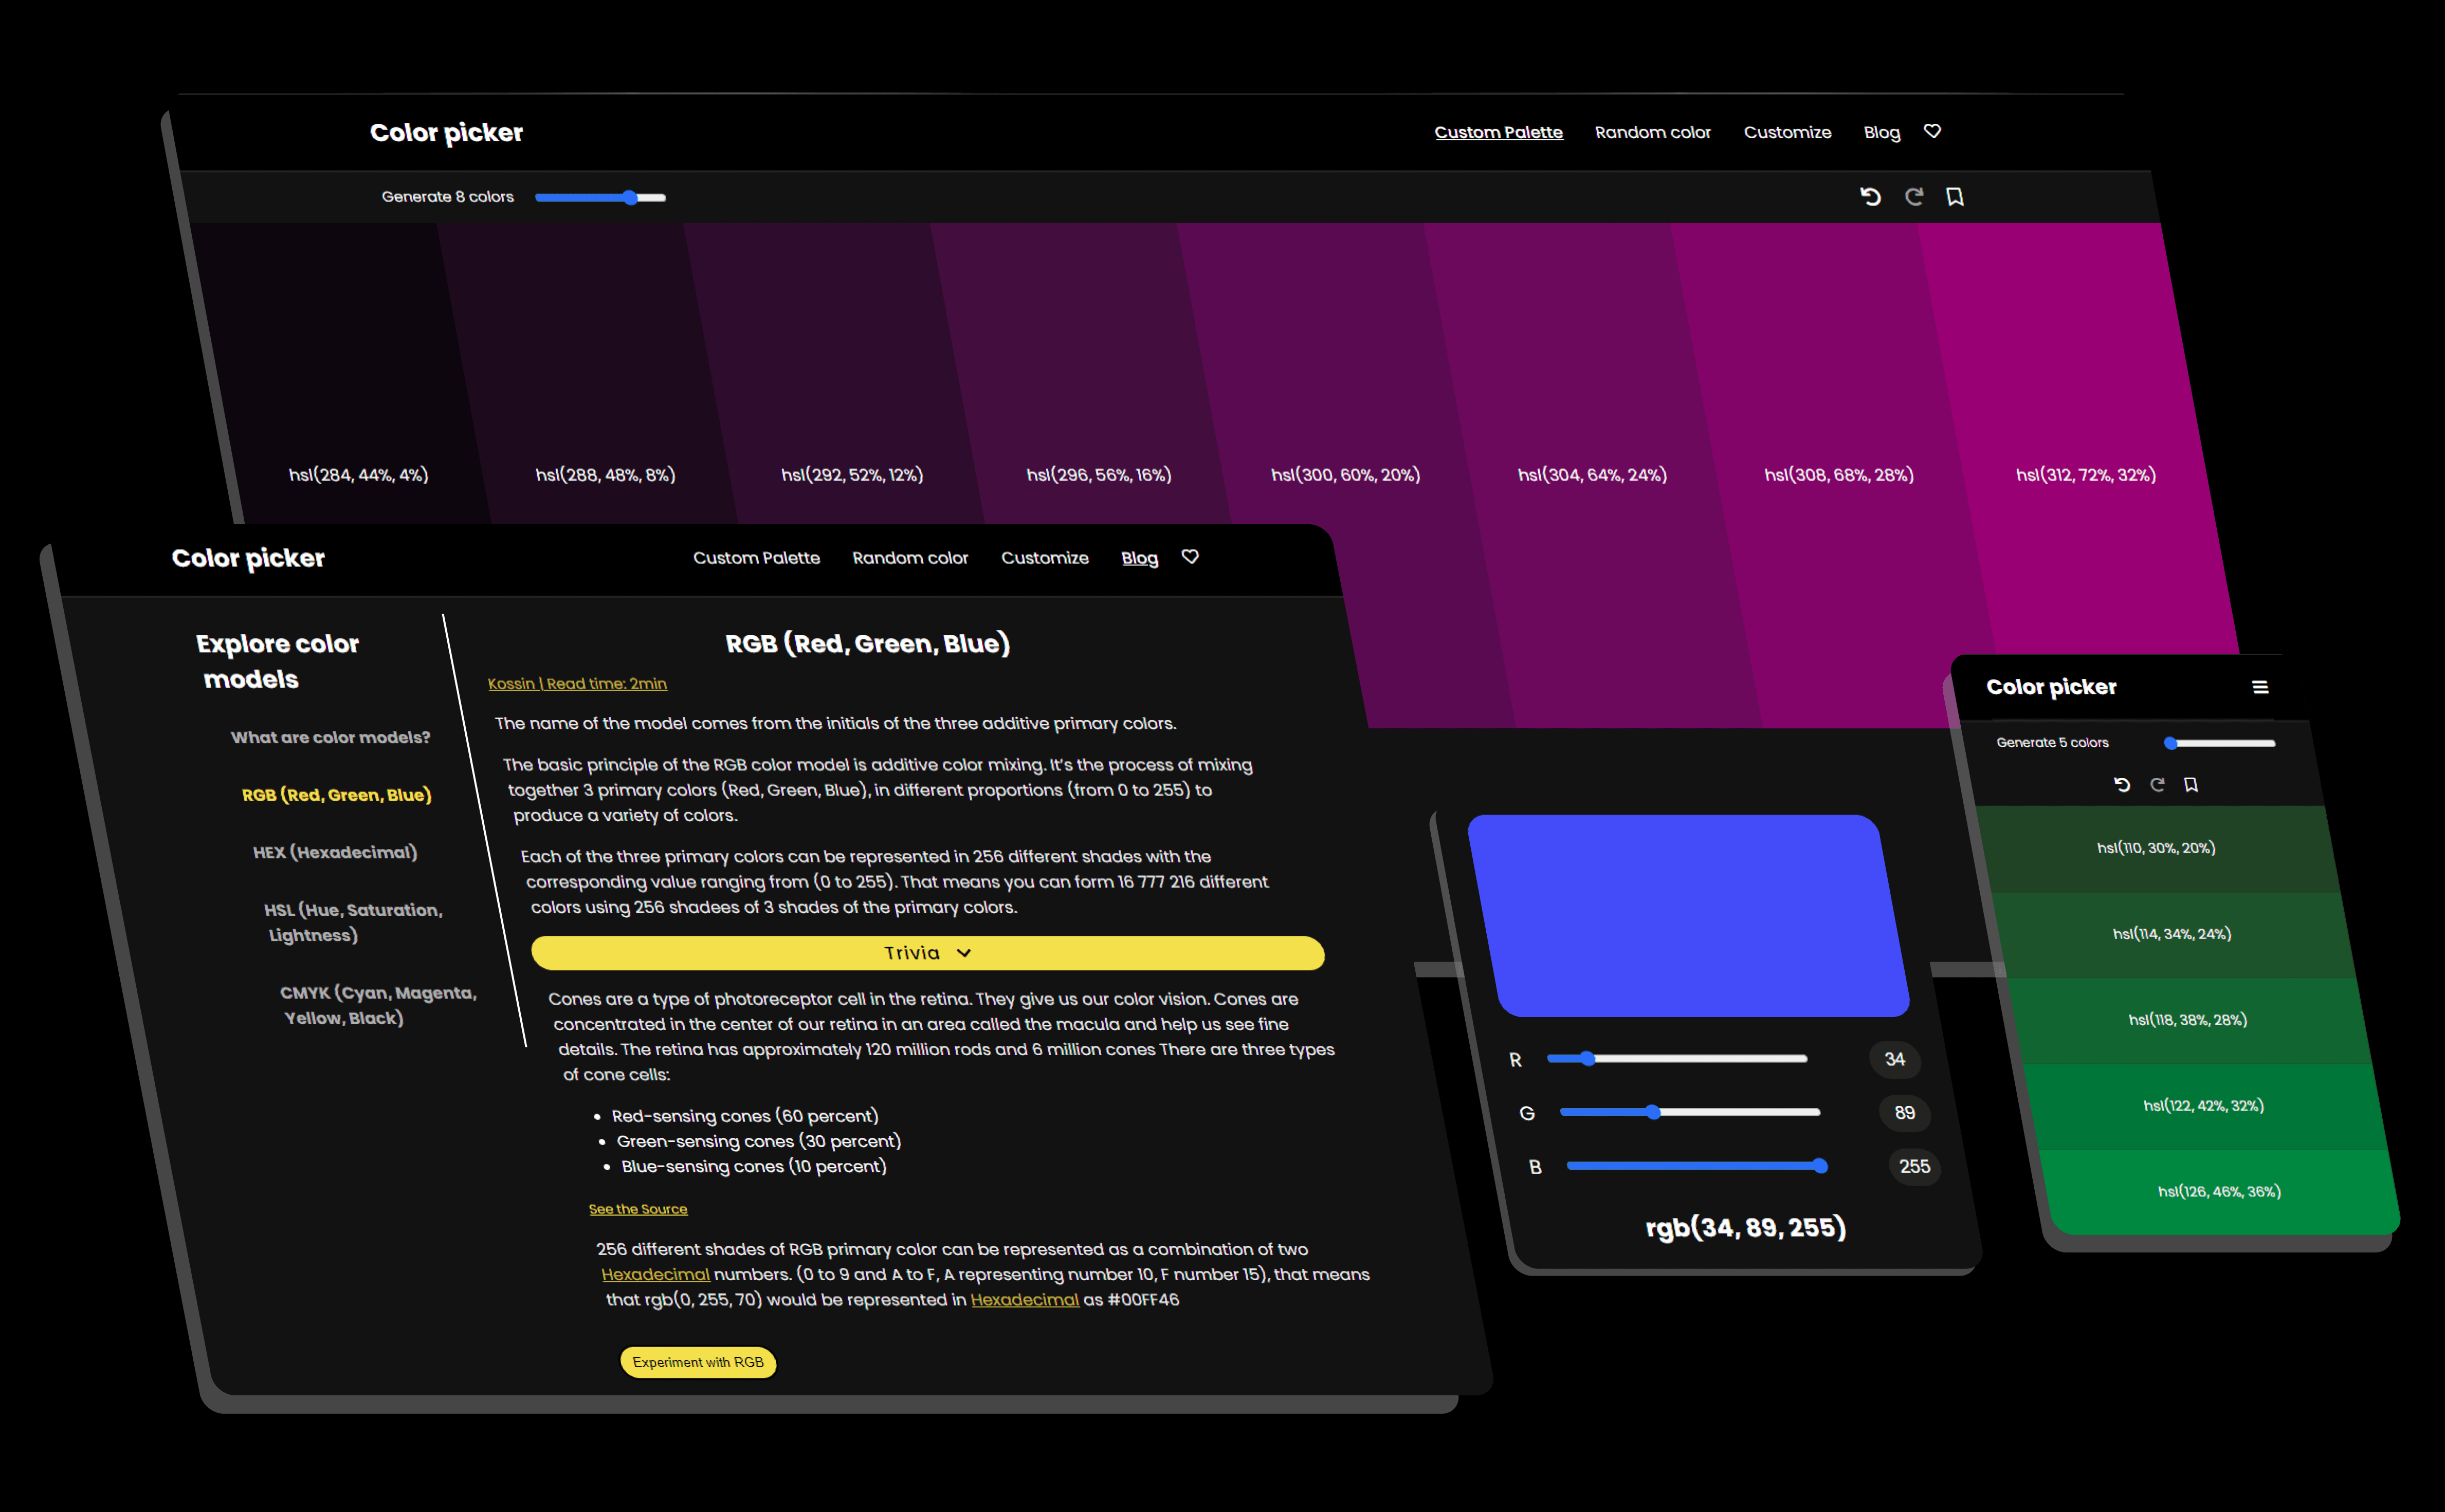 Color picker
Custom Palette Random color Customize Blog
Generate 8 colors
hsl(284, 44%, 4%) hsl(288, 48%, 8%) hsl(292, 52%, 12%) hsl(296, 56%, 16%) hsl(300, 60%, 20%) hsl(304, 64%, 24%) hsl(308, 68%, 28%) hsl(312, 72%, 32%)
Color picker
Custom Palette Random color Customize Blog
Explore color
models
What are color models?
RGB (Red, Green, Blue)
HEX (Hexadecimal)
HSL (Hue, Saturation,
Lightness)
CMYK (Cyan, Magenta,
Yellow, Black)
RGB (Red, Green, Blue)
Kossin | Read time: 2min
The name of the model comes from the initials of the three additive primary colors.
The basic principle of the RGB color model is additive color mixing. It's the process of mixing
together 3 primary colors (Red, Green, Blue), in different proportions (from 0 to 255) to
produce a variety of colors.
Each of the three primary colors can be represented in 256 different shades with the
corresponding value ranging from (0 to 255). That means you can form 16 777 216 different
colors using 256 shadees of 3 shades of the primary colors.
Trivia
Cones are a type of photoreceptor cell in the retina. They give us our color vision. Cones are
concentrated in the center of our retina in an area called the macula and help us see fine
details. The retina has approximately 120 million rods and 6 million cones There are three types
of cone cells:
• Red-sensing cones (60 percent)
• Green-sensing cones (30 percent)
• Blue-sensing cones (10 percent)
See the Source
256 different shades of RGB primary color can be represented as a combination of two
Hexadecimal numbers. (0 to 9 and A to F, A representing number 10, F number 15), that means
that rgb(0, 255, 70) would be represented in Hexadecimal as #00FF46
Experiment with RGB
R 34
G 89
B 255
rgb(34, 89, 255)
Color picker
Generate 5 colors
hsl(110, 30%, 20%)
hsl(114, 34%, 24%)
hsl(118, 38%, 28%)
hsl(122, 42%, 32%)
hsl(126, 46%, 36%)